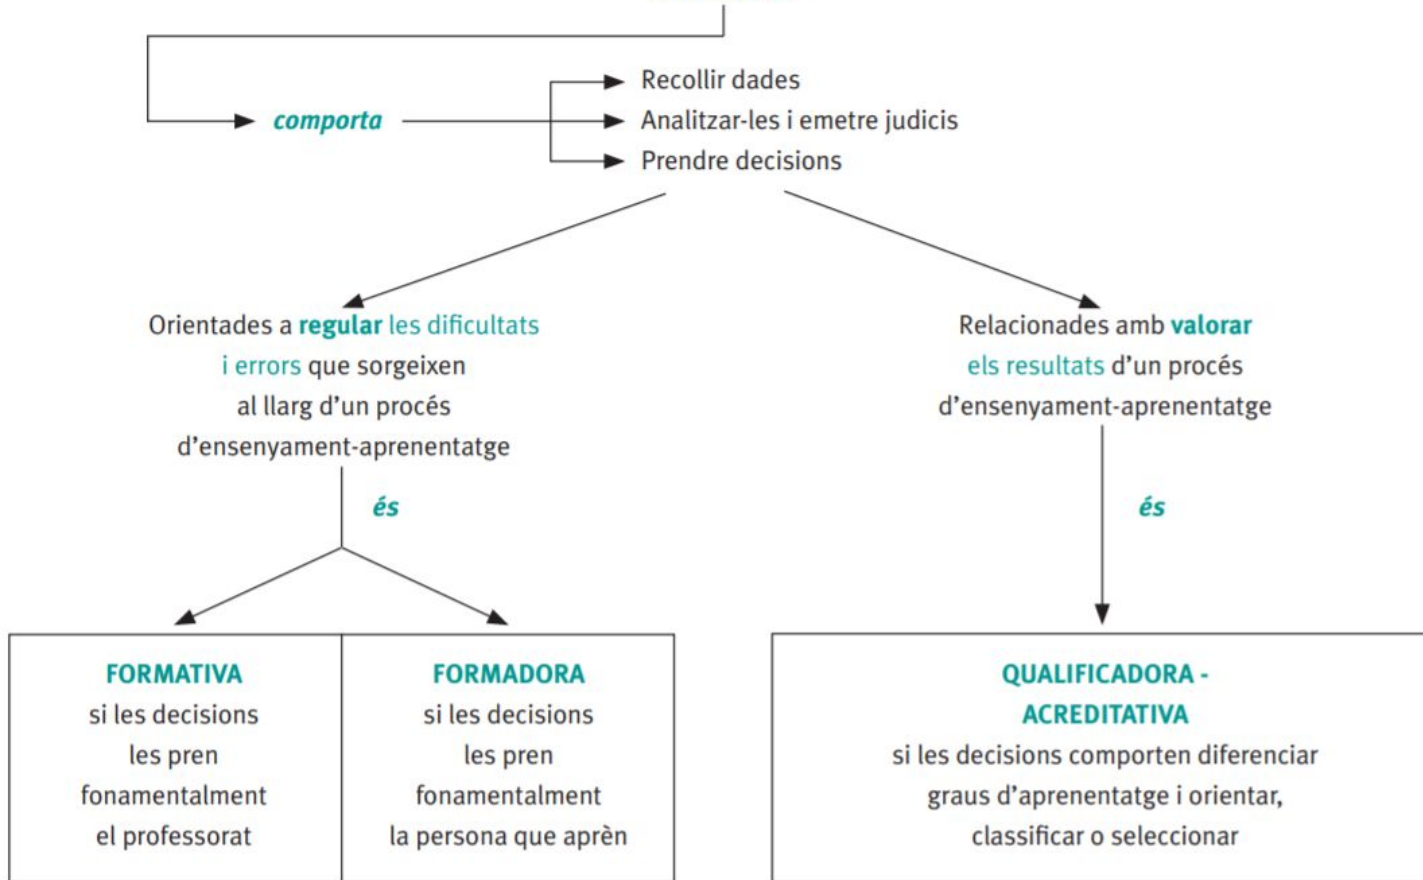 comporta
Recollir dades
Analitzar-les i emetre judicis
Prendre decisions
Orientades a regular les dificultats
i errors que sorgeixen
al llarg d’un procés
d’ensenyament-aprenentatge
Relacionades amb valorar
els resultats d’un procés
d’ensenyament-aprenentatge
és
és
FORMATIVA
si les decisions
les pren
fonamentalment
el professorat
FORMADORA
si les decisions
les pren
fonamentalment
la persona que aprèn
QUALIFICADORA -
ACREDITATIVA
si les decisions comporten diferenciar
graus d’aprenentatge i orientar,
classificar o seleccionar